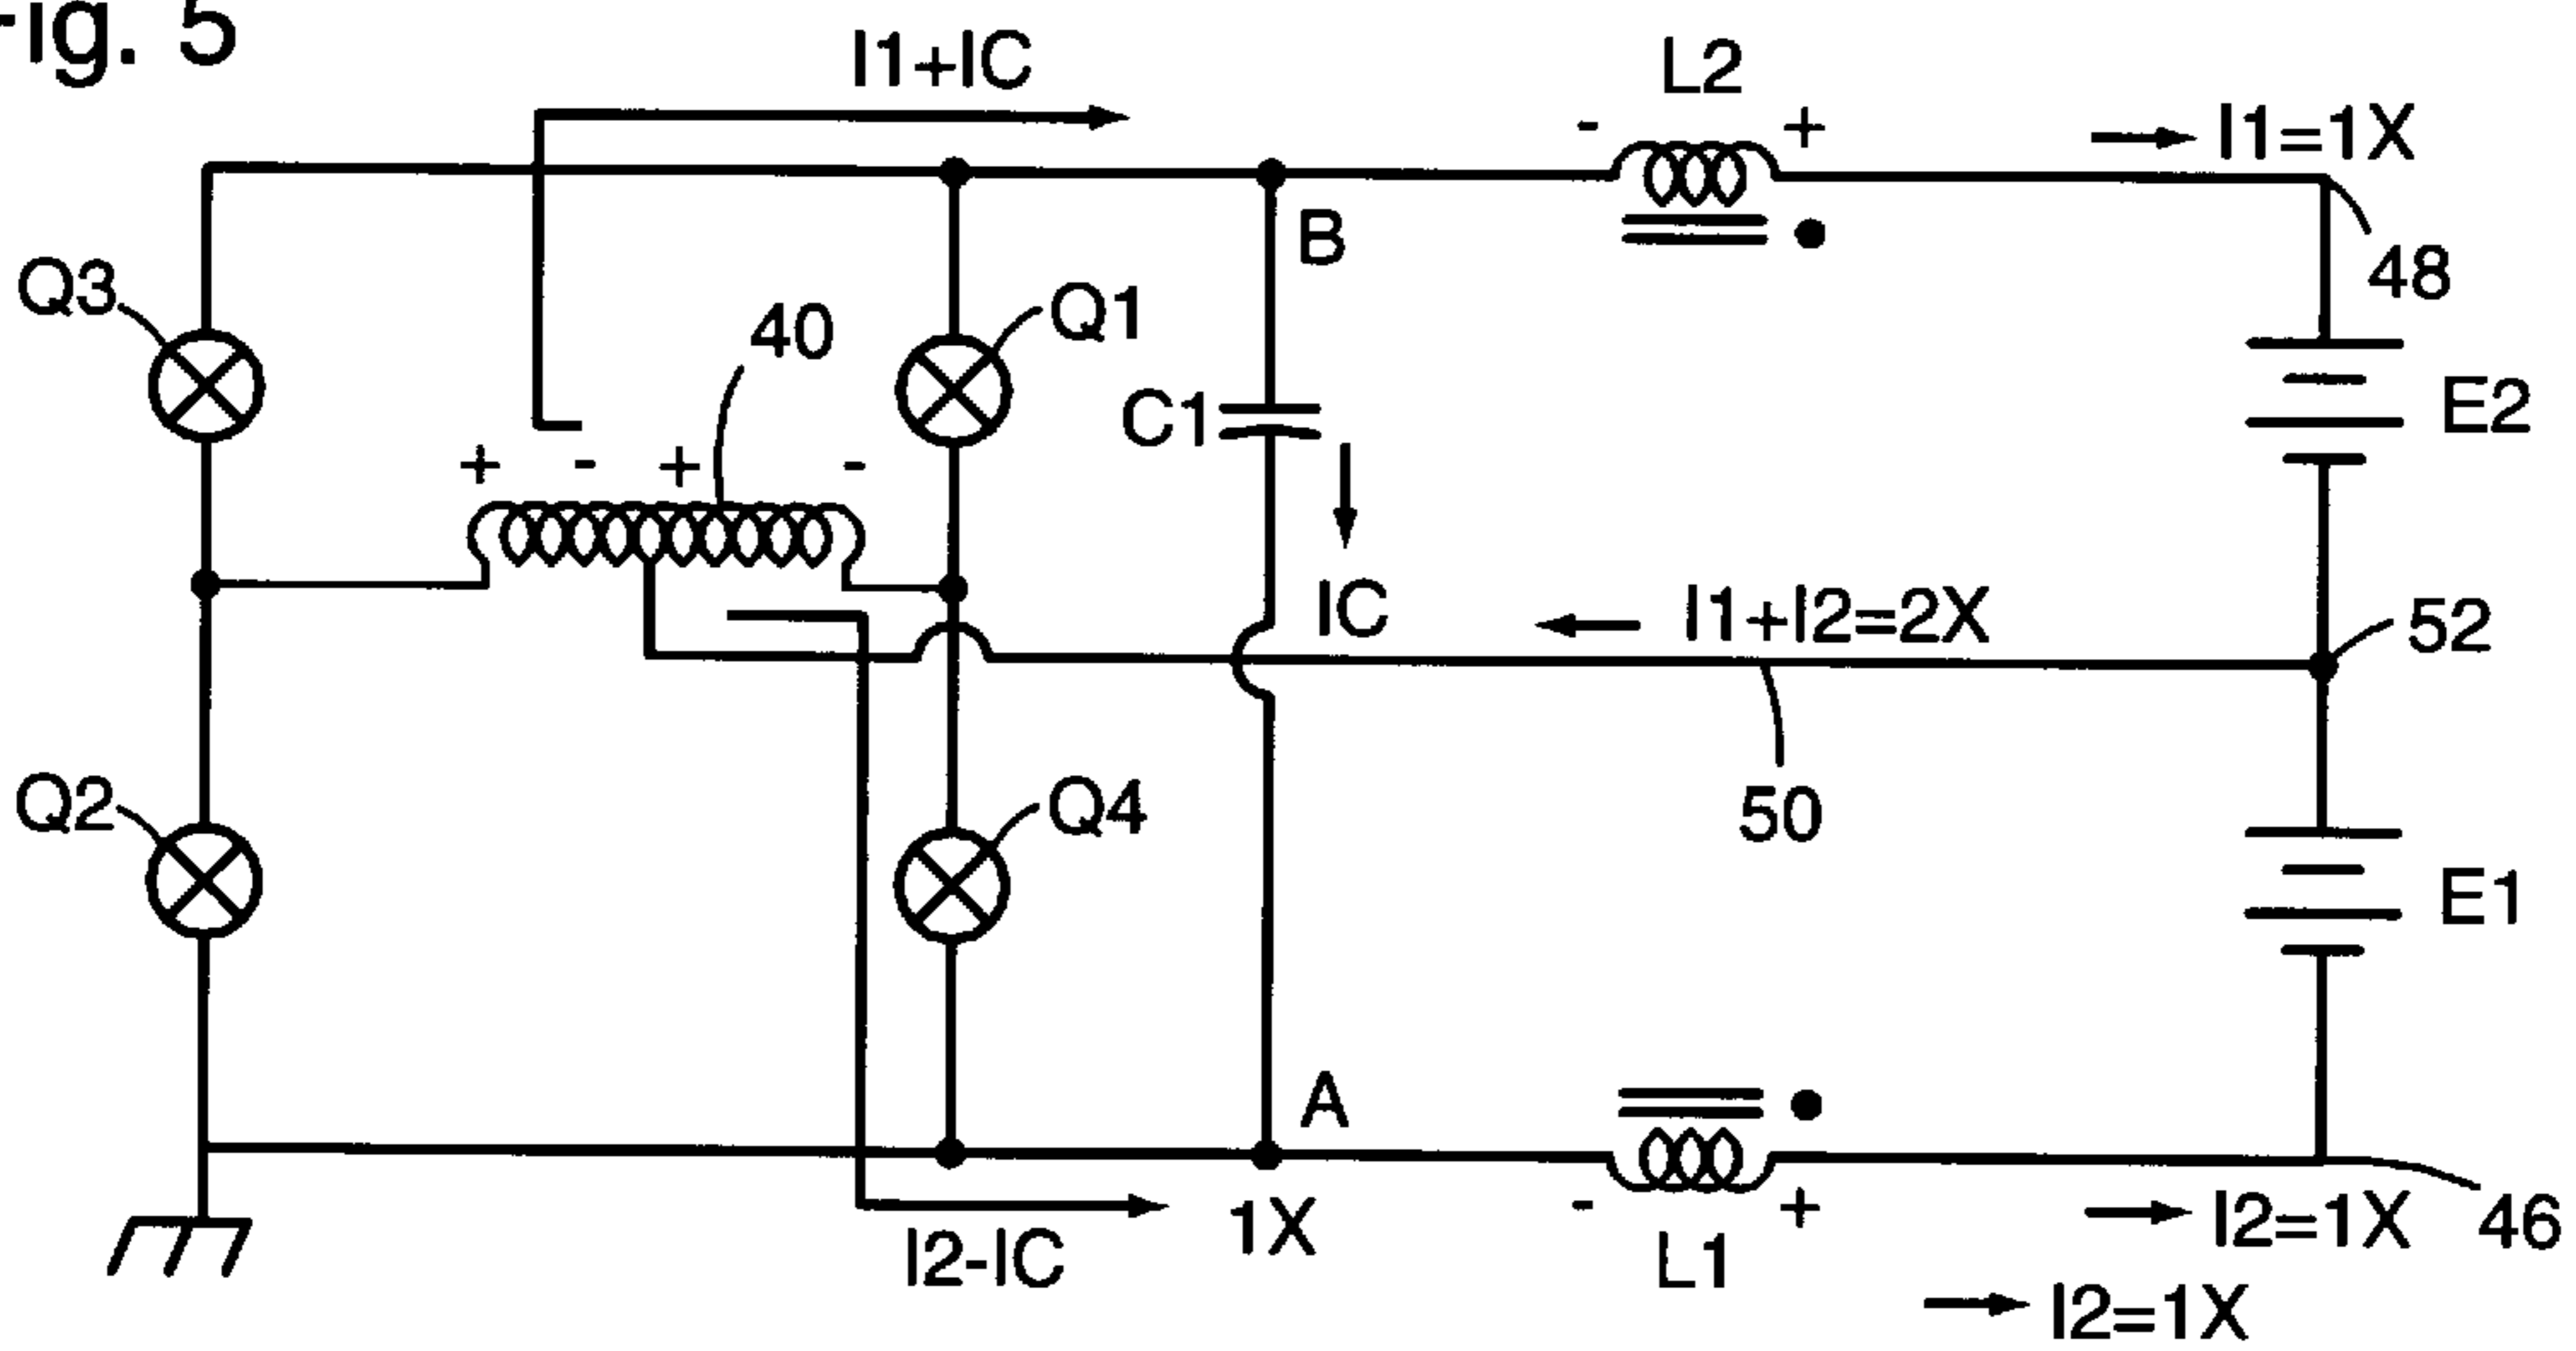 Fig. 5
I1+IC
L2
- +
I1=1X
B
48
Q3
40
Q1
C1
E2
+ - + -
IC
I1+I2=2X
52
Q2
Q4
50
E1
A
1X
I2-IC
- +
L1
I2=1X
46
I2=1X